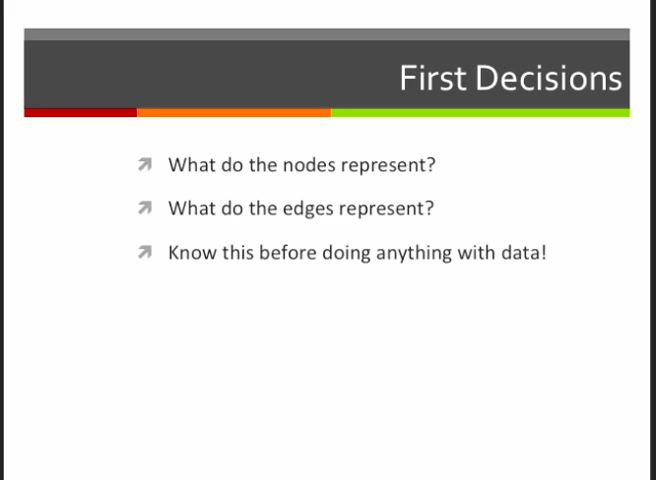 First Decisions
What do the nodes represent?
What do the edges represent?
Know this before doing anything with data!